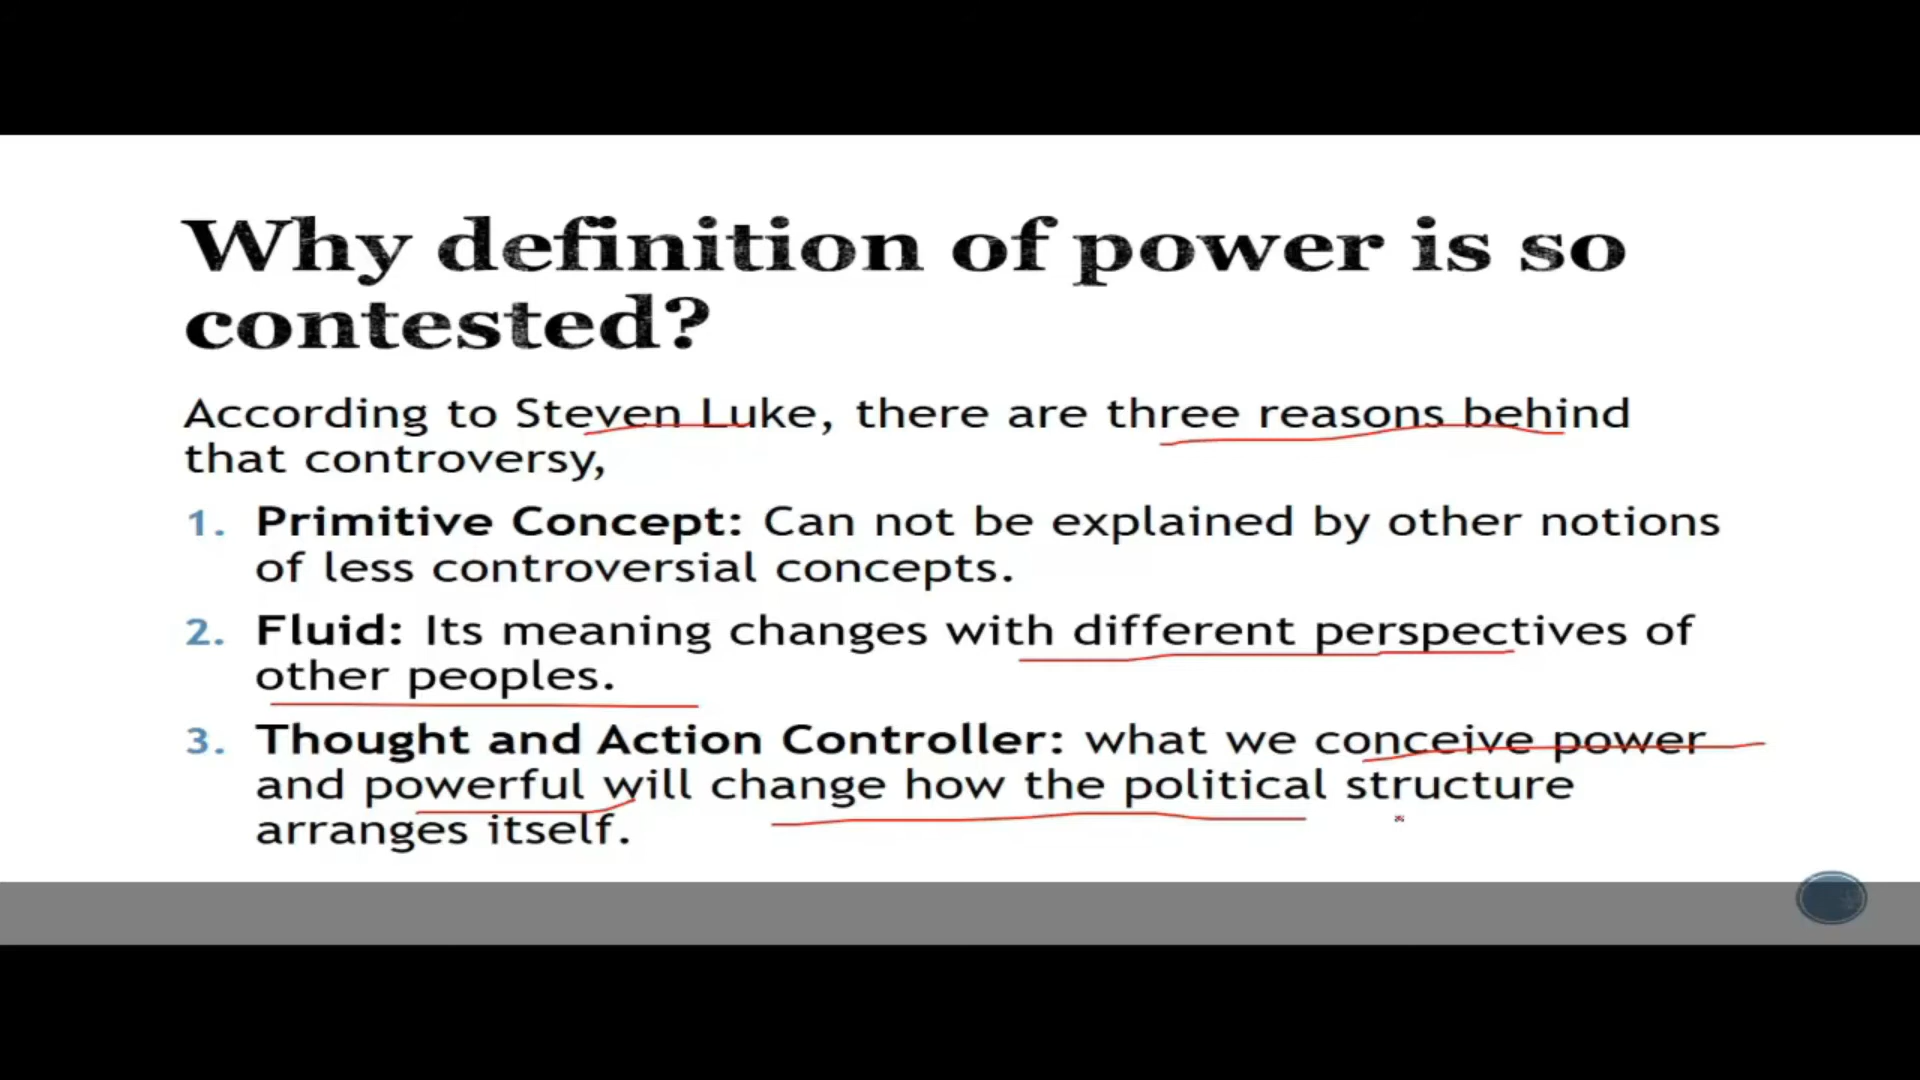 Why definition of power is so
contested?
According to Steven Luke, there are three reasons behind
that controversy,
1. Primitive Concept: Can not be explained by other notions
of less controversial concepts.
2. Fluid: Its meaning changes with different perspectives of
other peoples.
3. Thought and Action Controller: what we conceive power
and powerful will change how the political structure
arranges itself.